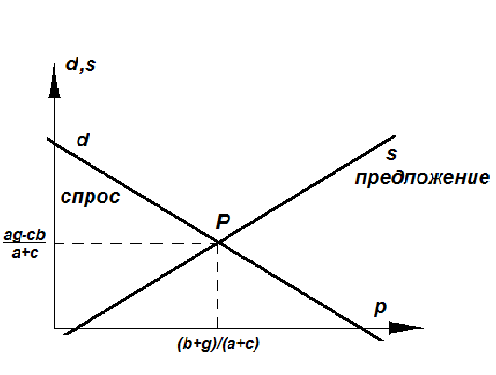 d,s
d
s
предложение
спрос
P
ag-cb
a+c
p
(b+g)/(a+c)